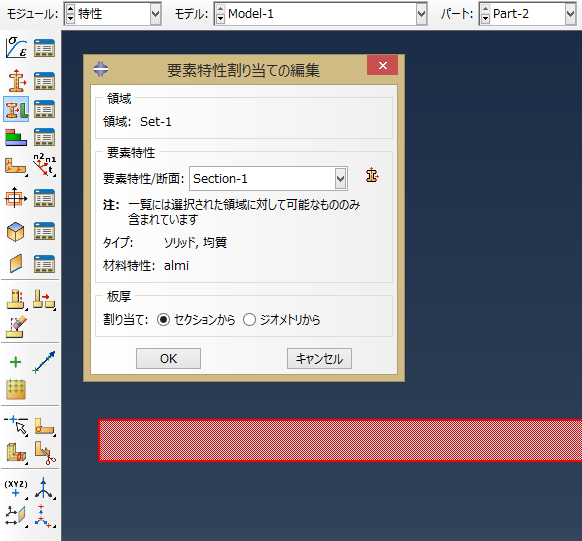 モジュール: 特性 モデル: Model-1 パート: Part-2
要素特性割り当ての編集
領域
領域: Set-1
要素特性
要素特性/断面: Section-1
注: 一覧には選択された領域に対して可能なもののみ
含まれています
タイプ: ソリッド, 均質
材料特性: almi
板厚
割り当て: セクションから ジオメトリから
OK キャンセル
σ
ε
n2 n1
t
(XYZ)